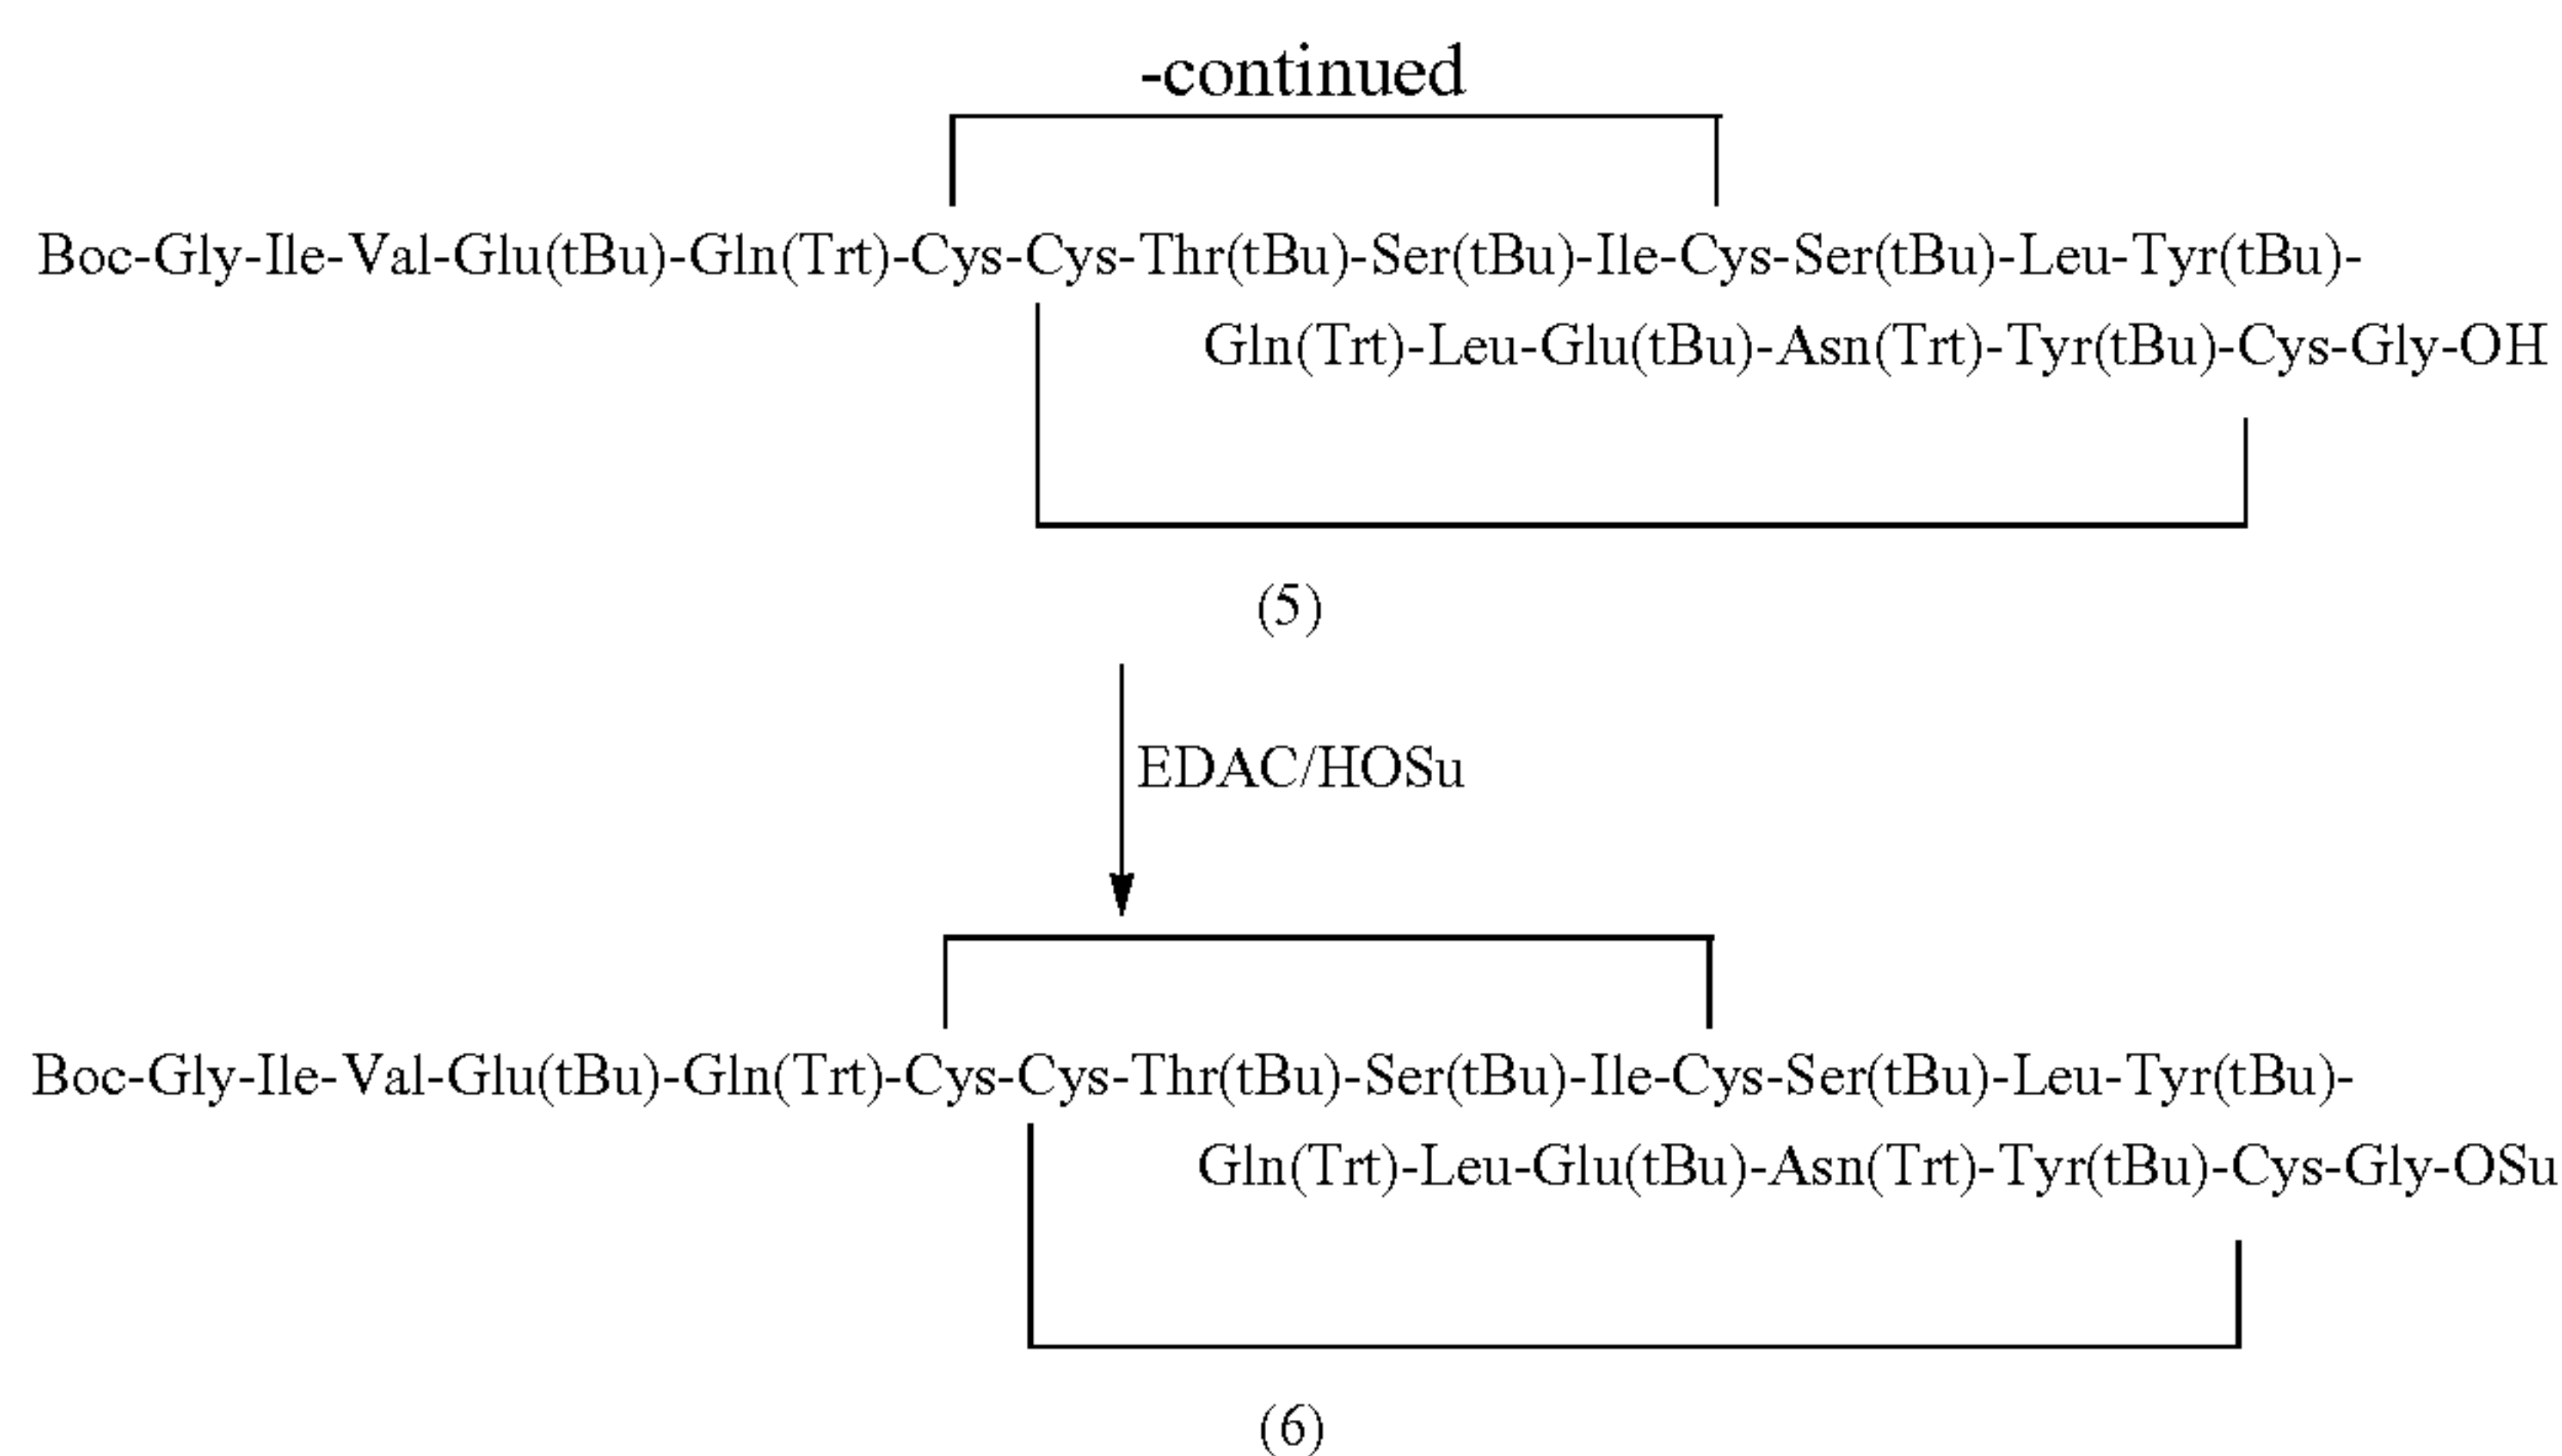 -continued
Boc-Gly-Ile-Val-Glu(tBu)-Gln(Trt)-Cys-Cys-Thr(tBu)-Ser(tBu)-Ile-Cys-Ser(tBu)-Leu-Tyr(tBu)-
Gln(Trt)-Leu-Glu(tBu)-Asn(Trt)-Tyr(tBu)-Cys-Gly-OH
(5)
EDAC/HOSu
Boc-Gly-Ile-Val-Glu(tBu)-Gln(Trt)-Cys-Cys-Thr(tBu)-Ser(tBu)-Ile-Cys-Ser(tBu)-Leu-Tyr(tBu)-
Gln(Trt)-Leu-Glu(tBu)-Asn(Trt)-Tyr(tBu)-Cys-Gly-OSu
(6)